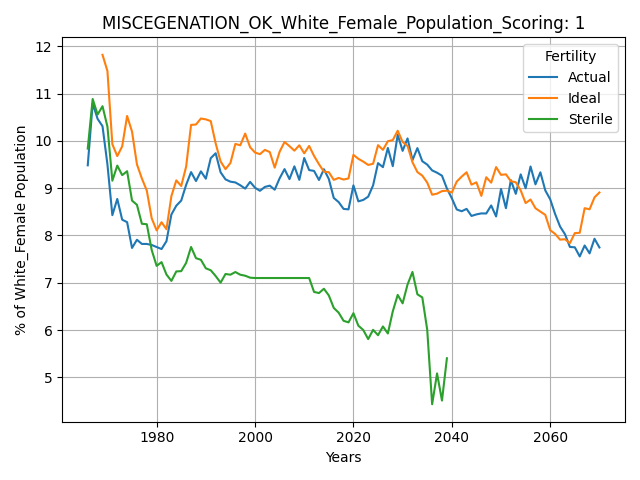 MISCEGENATION_OK_White_Female_Population_Scoring: 1
Fertility
Actual
Ideal
Sterile
% of White_Female Population
12
11
10
9
8
7
6
5
1980
2000
2020
2040
2060
Years